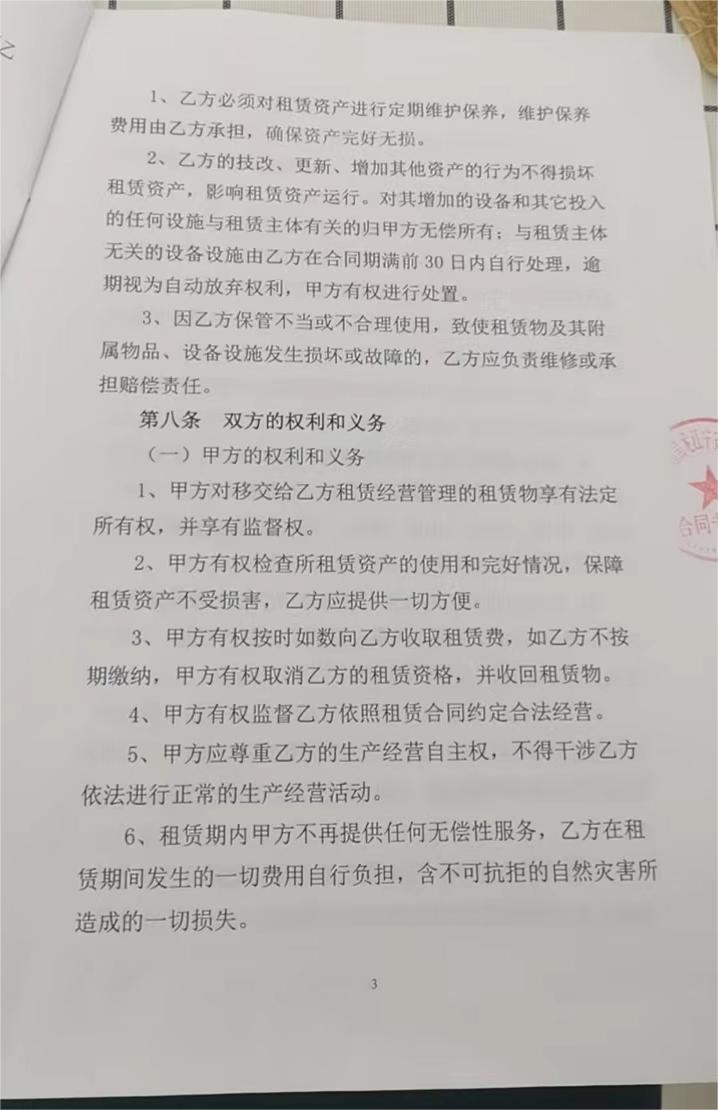 乙
1、乙方必须对租赁资产进行定期维护保养，维护保养
费用由乙方承担，确保资产完好无损。
2、乙方的技改、更新、增加其他资产的行为不得损坏
租赁资产，影响租赁资产运行。对其增加的设备和其它投入
的任何设施与租赁主体有关的归甲方无偿所有；与租赁主体
无关的设备设施由乙方在合同期满前 30 日内自行处理，逾
期视为自动放弃权利，甲方有权进行处置。
3、因乙方保管不当或不合理使用，致使租赁物及其附
属物品、设备设施发生损坏或故障的，乙方应负责维修或承
担赔偿责任。
第八条 双方的权利和义务
（一）甲方的权利和义务
1、甲方对移交给乙方租赁经营管理的租赁物享有法定
所有权，并享有监督权。
2、甲方有权检查所租赁资产的使用和完好情况，保障
租赁资产不受损害，乙方应提供一切方便。
3、甲方有权按时如数向乙方收取租赁费，如乙方不按
期缴纳，甲方有权取消乙方的租赁资格，并收回租赁物。
4、甲方有权监督乙方依照租赁合同约定合法经营。
5、甲方应尊重乙方的生产经营自主权，不得干涉乙方
依法进行正常的生产经营活动。
6、租赁期内甲方不再提供任何无偿性服务，乙方在租
赁期间发生的一切费用自行负担，含不可抗拒的自然灾害所
造成的一切损失。
合同
3